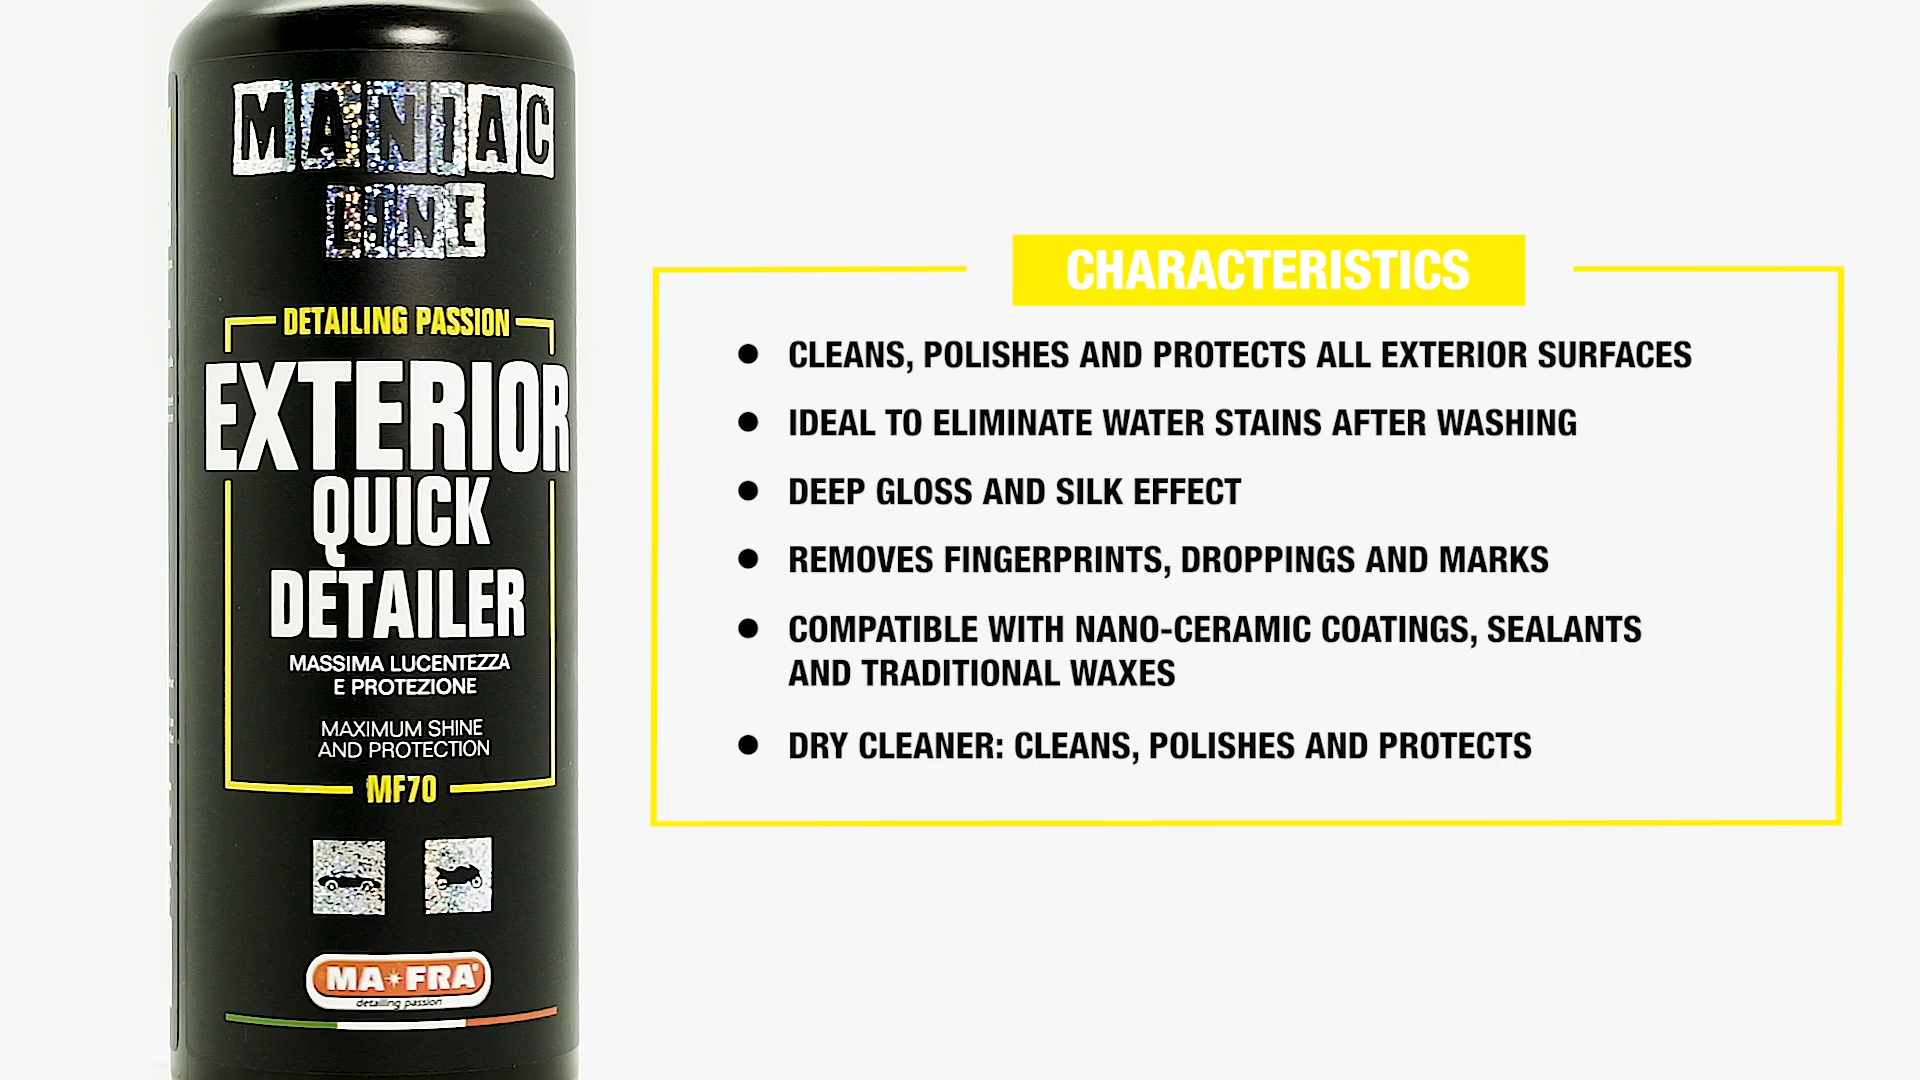 MANIAC
LINE
DETAILING PASSION
EXTERIOR
QUICK
DETAILER
MASSIMA LUCENTEZZA
E PROTEZIONE
MAXIMUM SHINE
AND PROTECTION
MF70
MA*FRA
detailing passion
CHARACTERISTICS
CLEANS, POLISHES AND PROTECTS ALL EXTERIOR SURFACES
IDEAL TO ELIMINATE WATER STAINS AFTER WASHING
DEEP GLOSS AND SILK EFFECT
REMOVES FINGERPRINTS, DROPPINGS AND MARKS
COMPATIBLE WITH NANO-CERAMIC COATINGS, SEALANTS
AND TRADITIONAL WAXES
DRY CLEANER: CLEANS, POLISHES AND PROTECTS